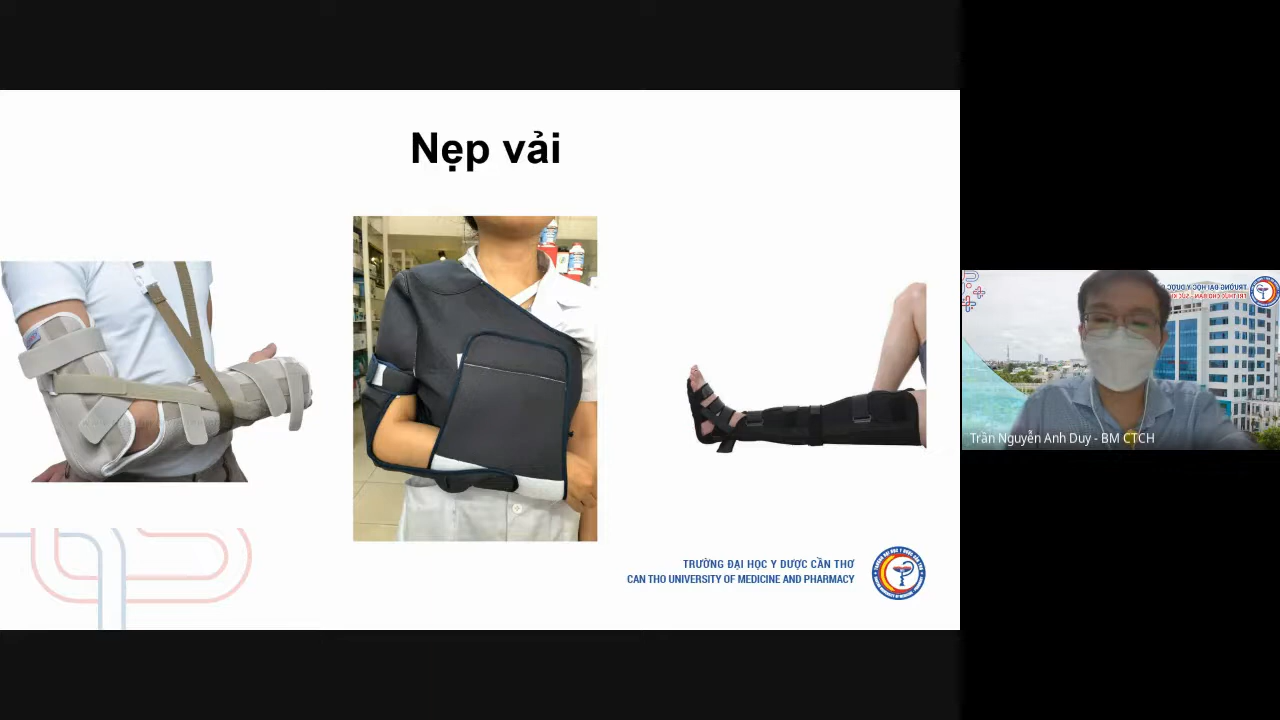 Nẹp vải
TRƯỜNG ĐẠI HỌC Y DƯỢC CẦN THƠ
CAN THO UNIVERSITY OF MEDICINE AND PHARMACY
Trần Nguyễn Anh Duy - BM CTCH